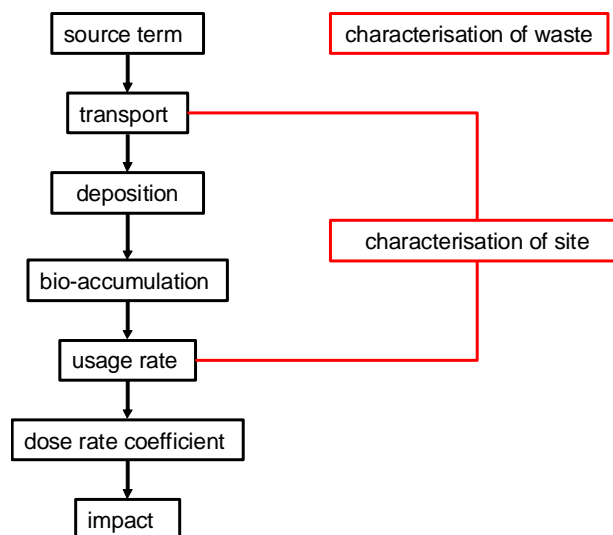 source term
characterisation of waste
transport
deposition
characterisation of site
bio-accumulation
usage rate
dose rate coefficient
impact